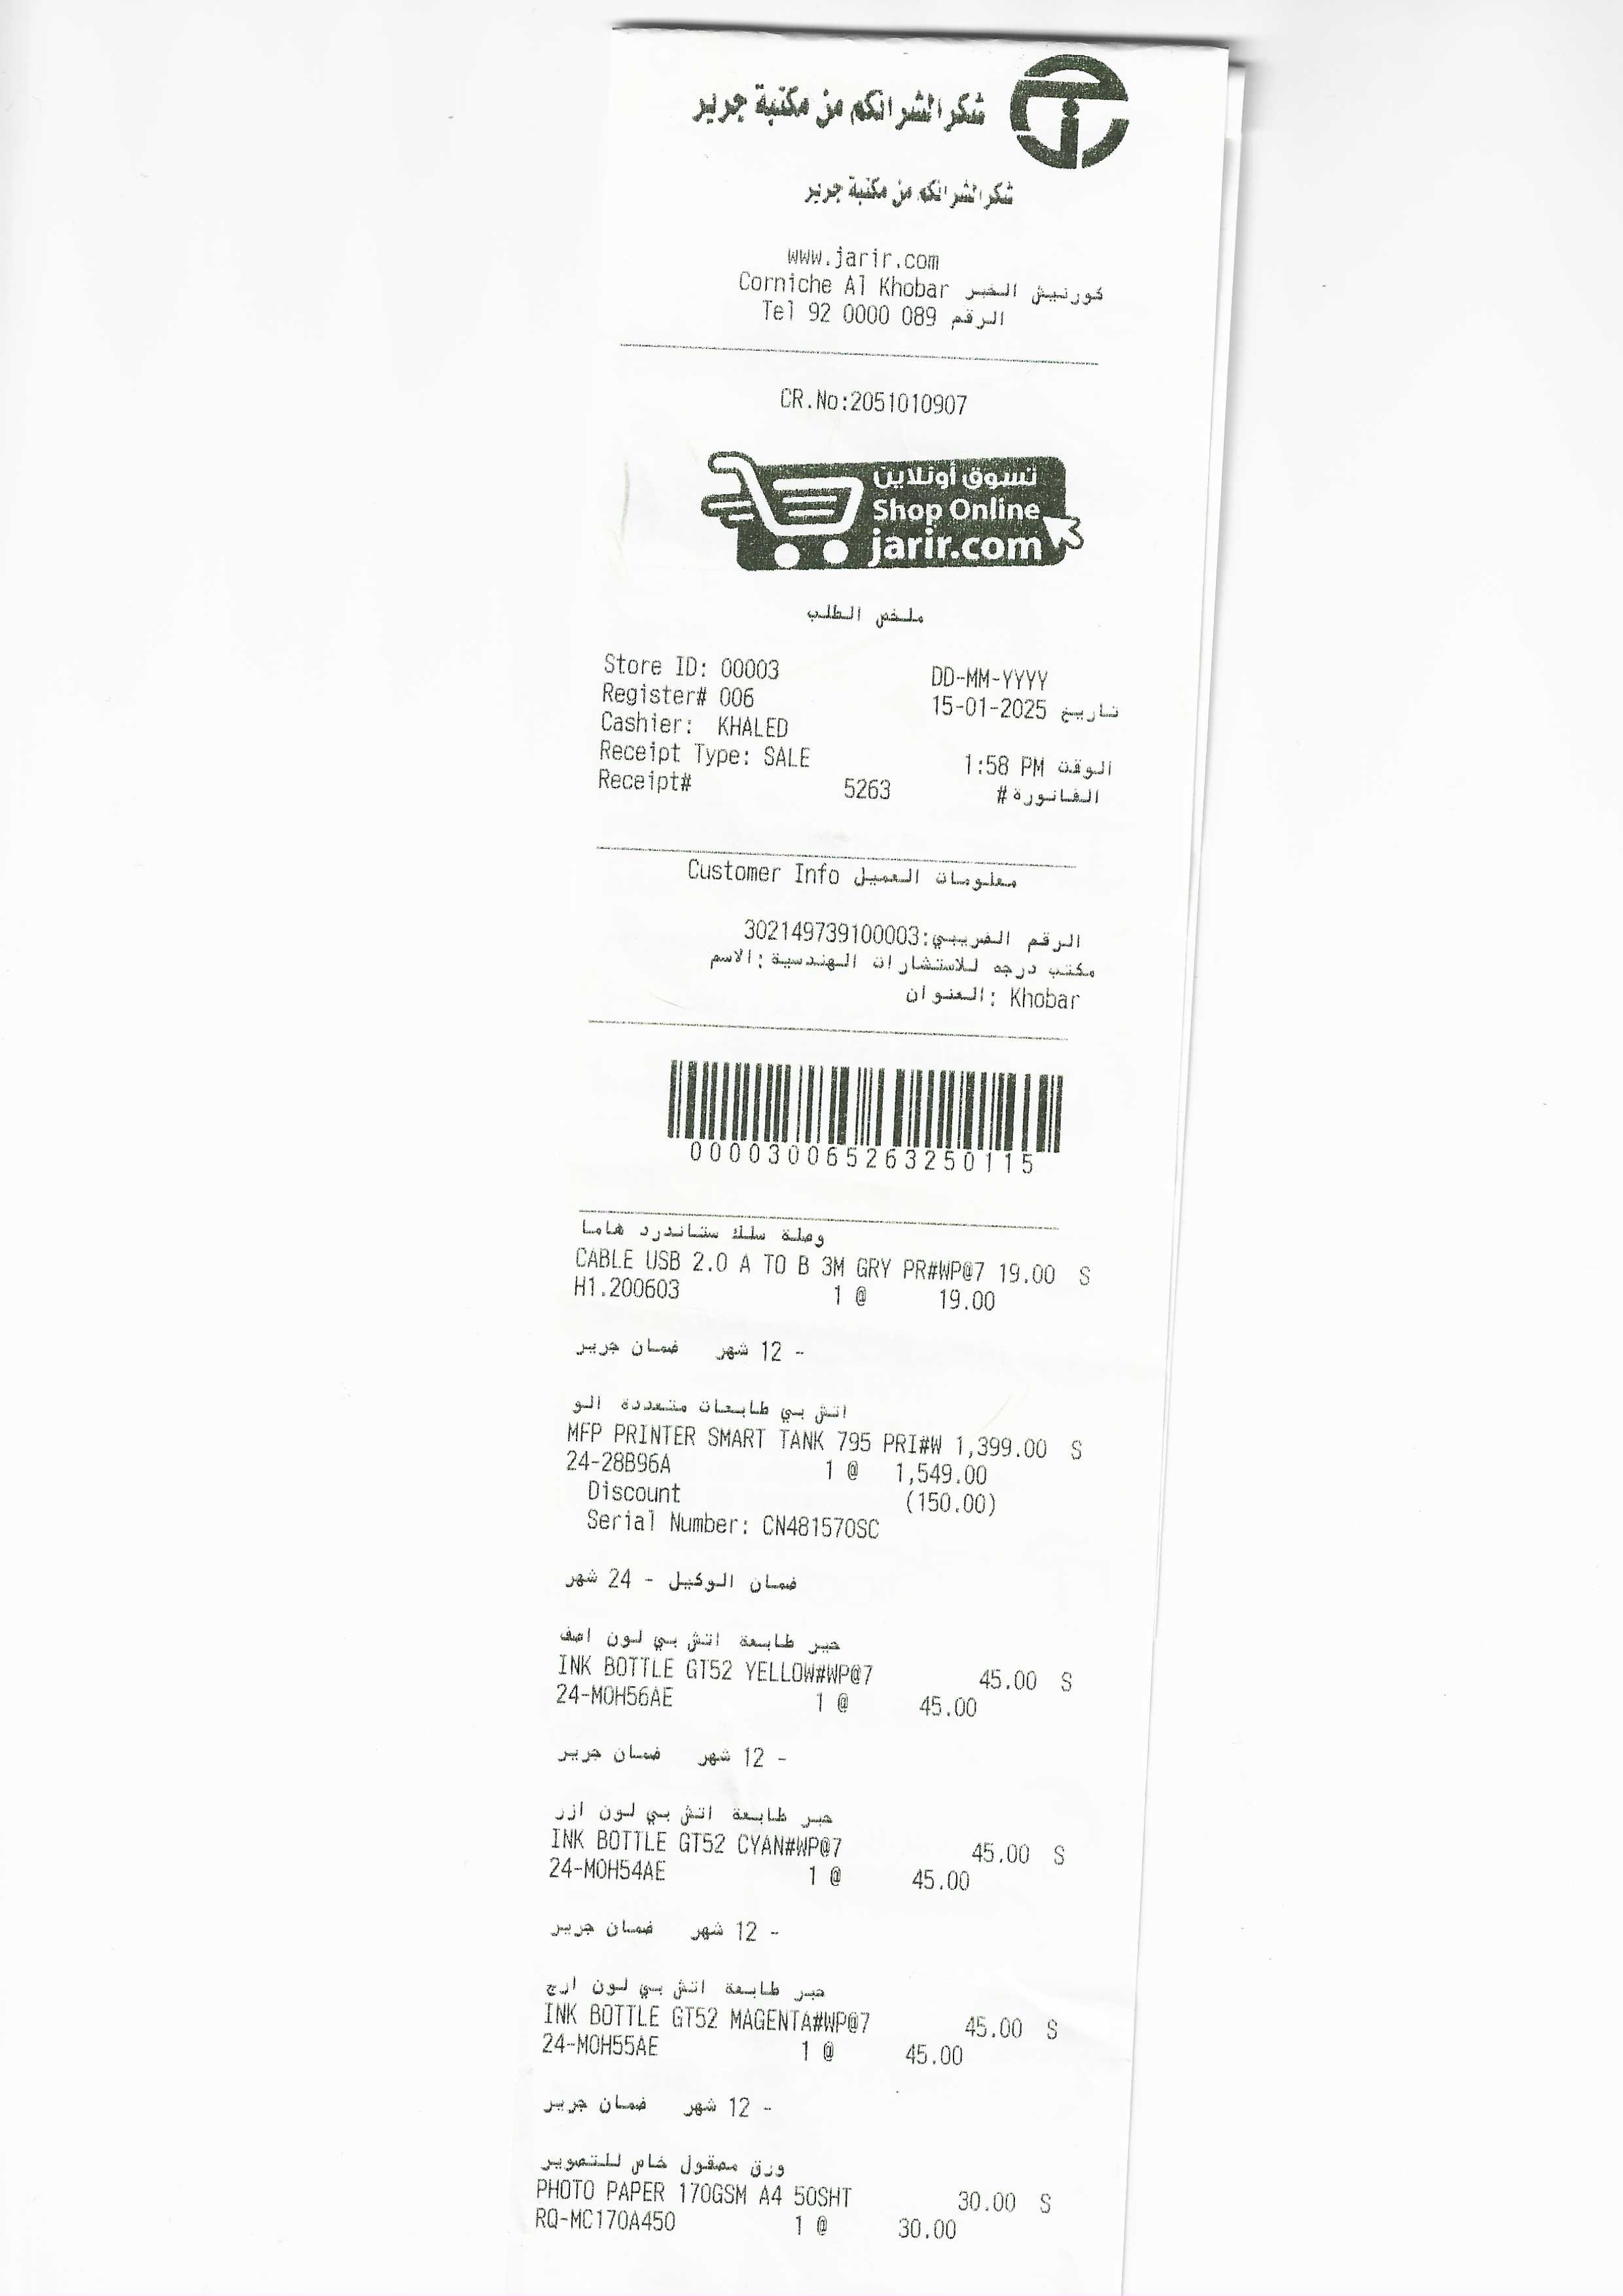 شكرا لشرائكم من مكتبة جرير
شكرا لشرائكم من مكتبة جرير
www.jarir.com
Corniche Al Khobar كورنيش الخبر
Tel 92 0000 089 الرقم
CR.No:2051010907
تسوق أونلاين
Shop Online
jarir.com
ملخص الطلب
Store ID: 00003 DD-MM-YYYY
Register# 006 15-01-2025 تاريخ
Cashier: KHALED
Receipt Type: SALE 1:58 PM الوقت
Receipt# 5263 الفاتورة #
Customer Info معلومات العميل
الرقم الضريبي:302149739100003
مكتب درجه للاستشارات الهندسية :الاسم
العنوان: Khobar
000030065263250115
وصلة سلك ستاندرد هاما
CABLE USB 2.0 A TO B 3M GRY PR#WP@7 19.00 S
H1.200603 1 @ 19.00
ضمان جرير - 12 شهر
اتش بي طابعات متعددة الو
MFP PRINTER SMART TANK 795 PRI#W 1,399.00 S
24-28B96A 1 @ 1,549.00
Discount (150.00)
Serial Number: CN481570SC
ضمان الوكيل - 24 شهر
حبر طابعة اتش بي لون اصف
INK BOTTLE GT52 YELLOW#WP@7 45.00 S
24-M0H56AE 1 @ 45.00
ضمان جرير - 12 شهر
حبر طابعة اتش بي لون ازر
INK BOTTLE GT52 CYAN#WP@7 45.00 S
24-M0H54AE 1 @ 45.00
ضمان جرير - 12 شهر
حبر طابعة اتش بي لون ارج
INK BOTTLE GT52 MAGENTA#WP@7 45.00 S
24-M0H55AE 1 @ 45.00
ضمان جرير - 12 شهر
ورق مصقول خاص للتصوير
PHOTO PAPER 170GSM A4 50SHT 30.00 S
RQ-MC170A450 1 @ 30.00